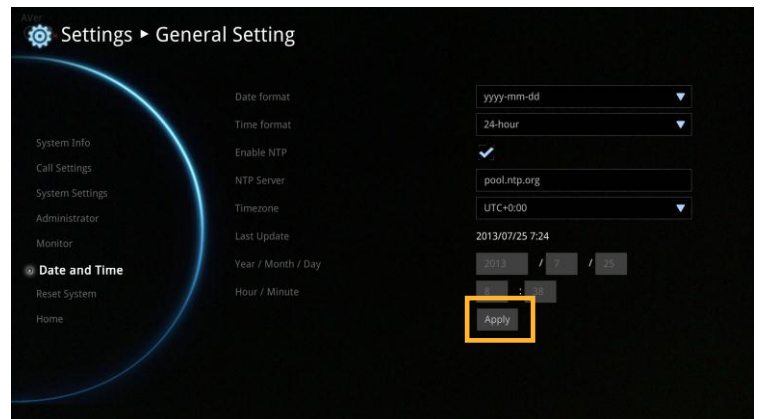 AVer
Settings ▸ General Setting
Date format yyyy-mm-dd
Time format 24-hour
System Info
Enable NTP
Call Settings
NTP Server pool.ntp.org
System Settings
Timezone UTC+0:00
Administrator
Last Update 2013/07/25 7:24
Monitor
Year / Month / Day 2013 / 7 / 25
Date and Time
Hour / Minute 8 : 38
Reset System
Home
Apply